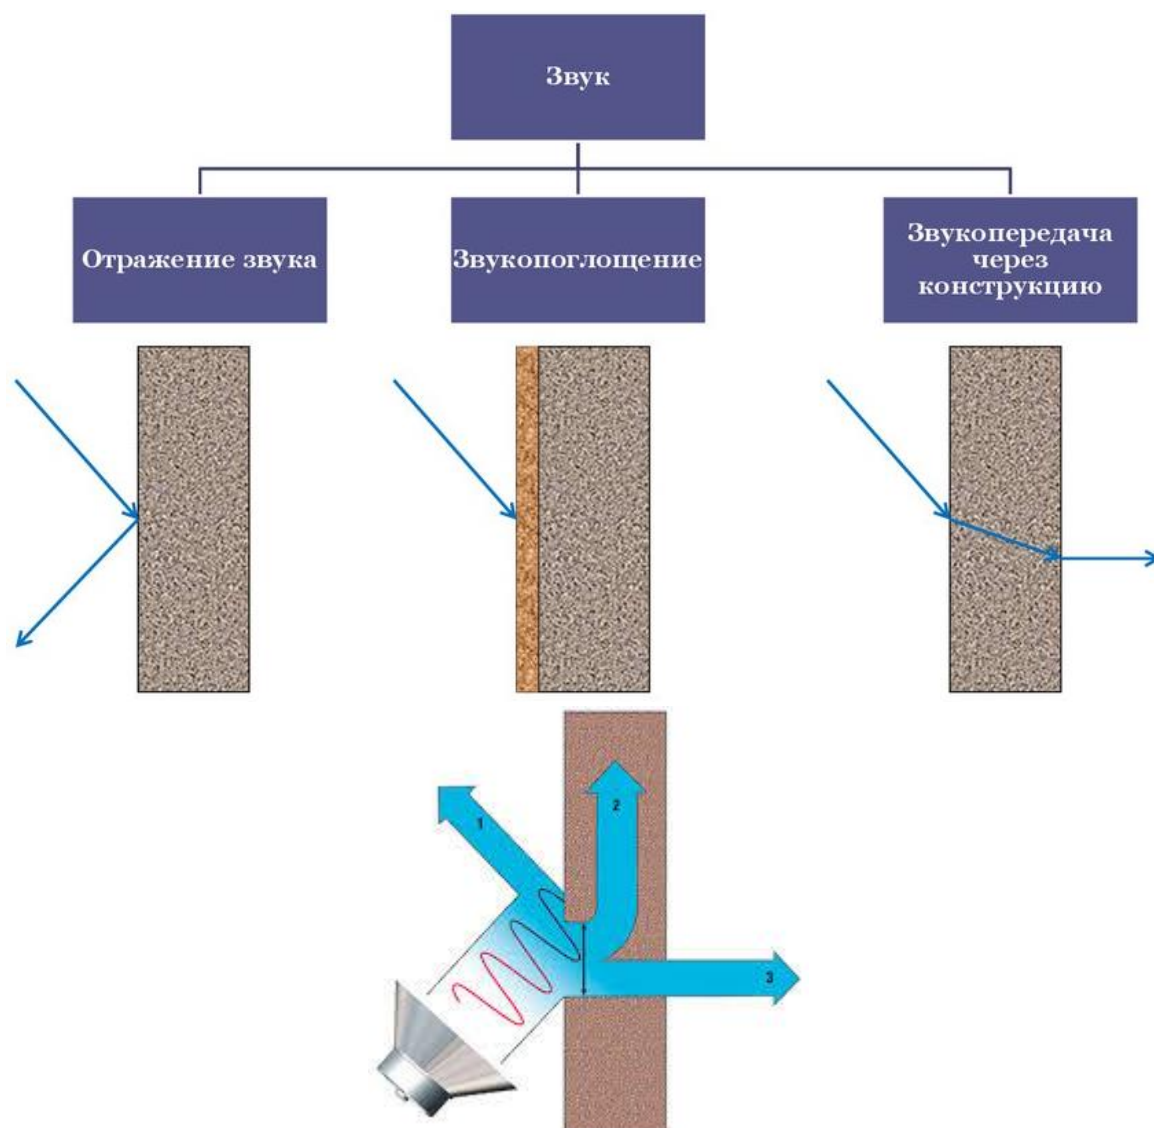 Звук
Отражение звука
Звукопоглощение
Звукопередача
через
конструкцию
1
2
3